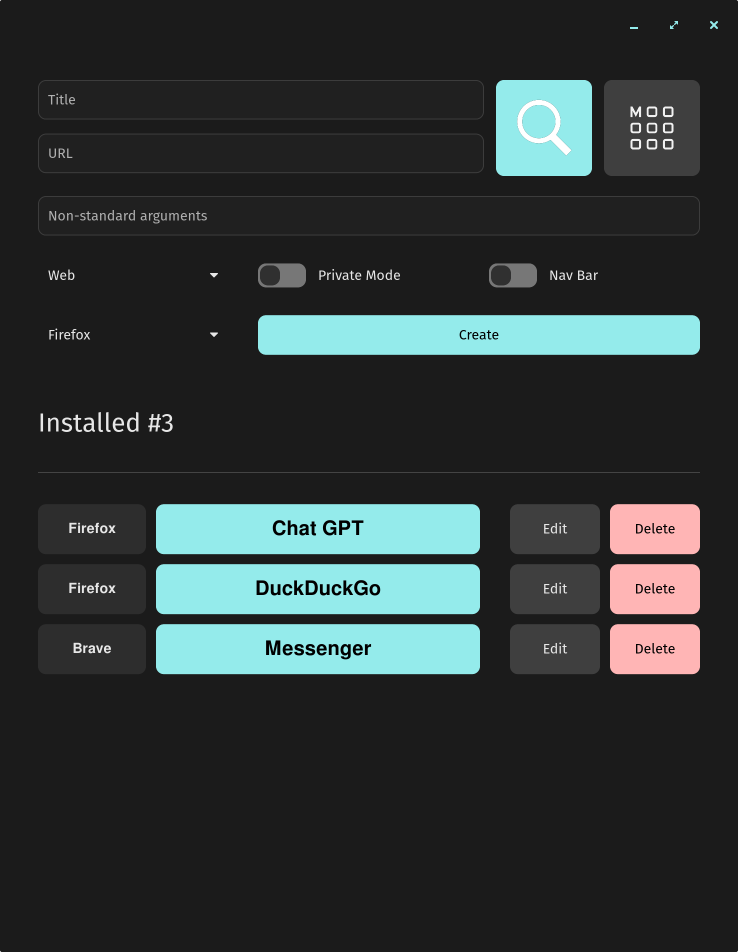 Title
URL
M
Non-standard arguments
Web
Private Mode
Nav Bar
Firefox
Create
Installed #3
Firefox
Chat GPT
Edit
Delete
Firefox
DuckDuckGo
Edit
Delete
Brave
Messenger
Edit
Delete